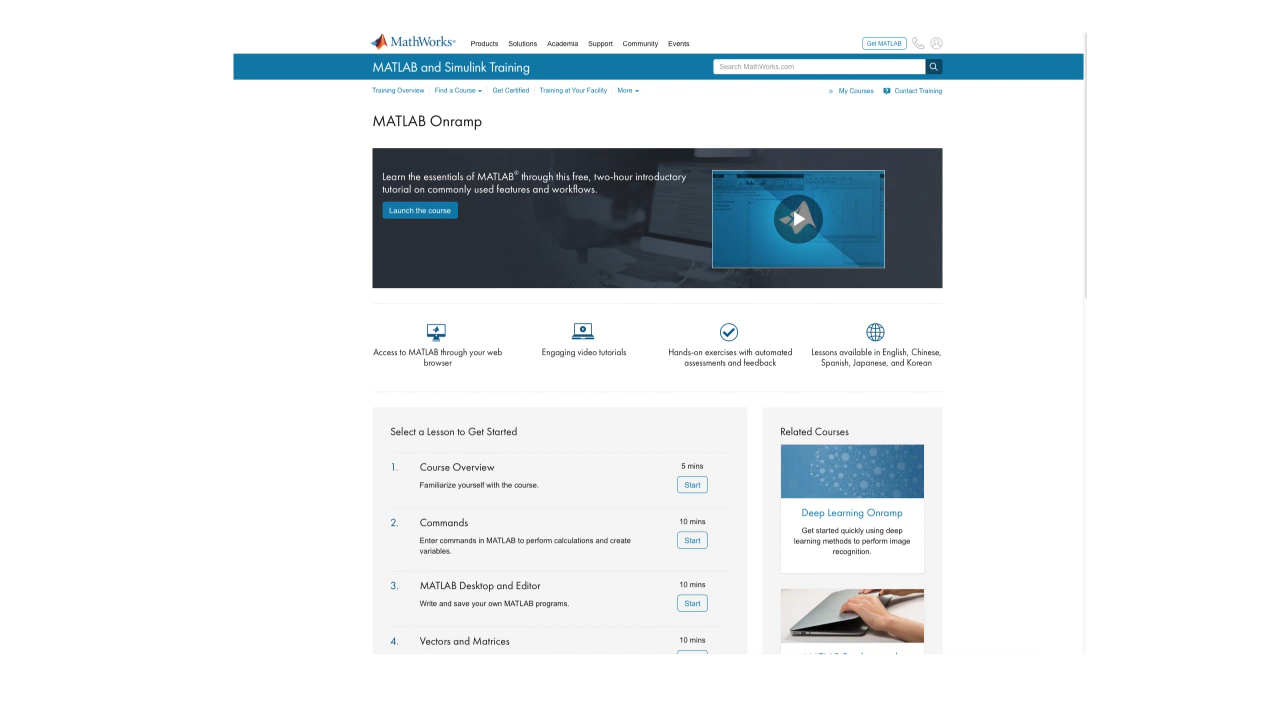 MathWorks®
Products Solutions Academia Support Community Events
Get MATLAB
MATLAB and Simulink Training
Search MathWorks.com
Training Overview Find a Course Get Certified Training at Your Facility More
» My Courses Contact Training
MATLAB Onramp
Learn the essentials of MATLAB® through this free, two-hour introductory
tutorial on commonly used features and workflows.
Launch the course
Access to MATLAB through your web
browser
Engaging video tutorials
Hands-on exercises with automated
assessments and feedback
Lessons available in English, Chinese,
Spanish, Japanese, and Korean
Select a Lesson to Get Started
1. Course Overview 5 mins
Familiarize yourself with the course. Start
2. Commands 10 mins
Enter commands in MATLAB to perform calculations and create Start
variables.
3. MATLAB Desktop and Editor 10 mins
Write and save your own MATLAB programs. Start
4. Vectors and Matrices 10 mins
Related Courses
Deep Learning Onramp
Get started quickly using deep
learning methods to perform image
recognition.